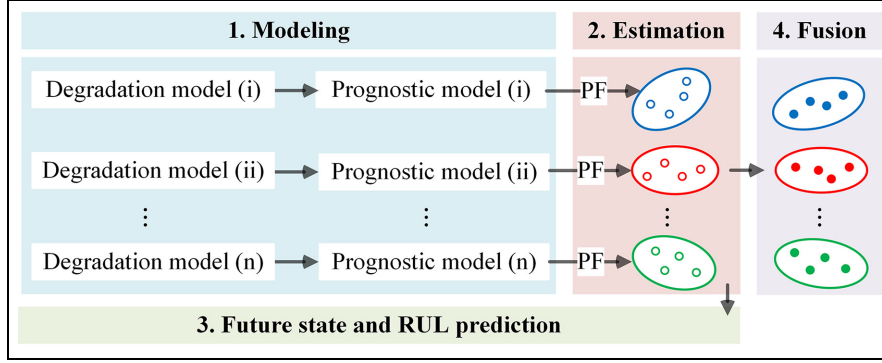 1. Modeling
2. Estimation
4. Fusion
Degradation model (i)
Prognostic model (i)
PF
Degradation model (ii)
Prognostic model (ii)
PF
Degradation model (n)
Prognostic model (n)
PF
3. Future state and RUL prediction